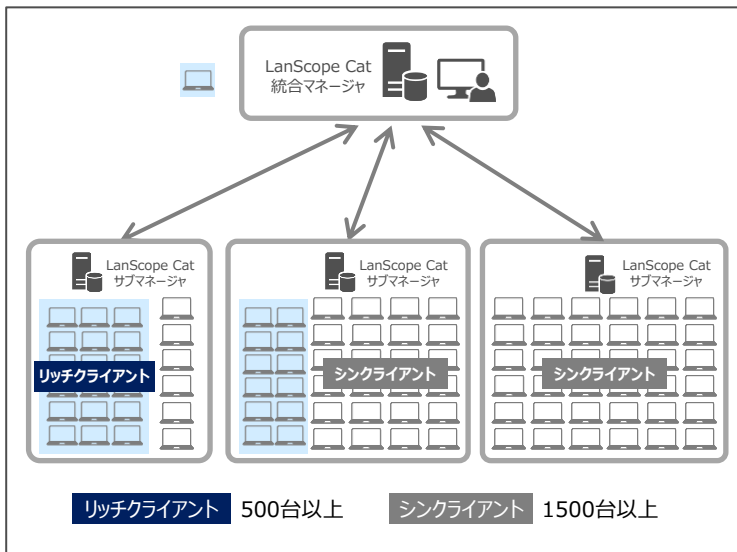 LanScope Cat
統合マネージャ
LanScope Cat
サブマネージャ
リッチクライアント
LanScope Cat
サブマネージャ
シンクライアント
LanScope Cat
サブマネージャ
シンクライアント
リッチクライアント 500台以上 シンクライアント 1500台以上